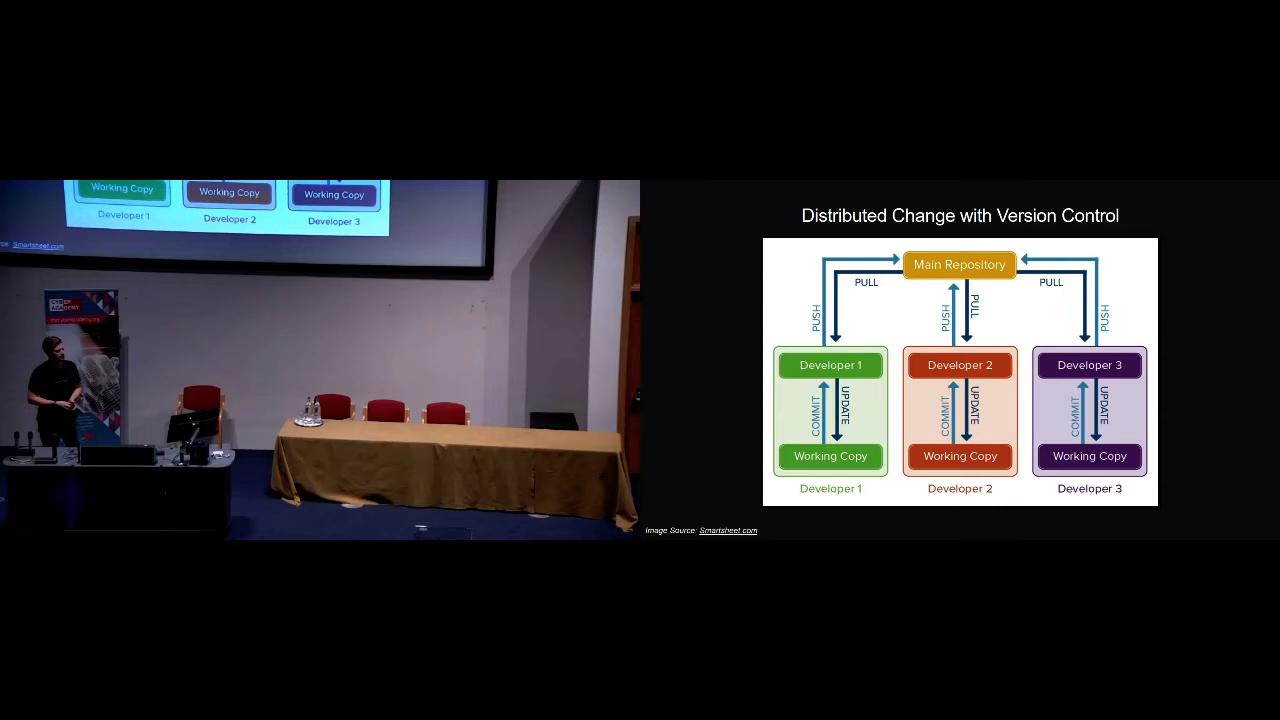 Working Copy
Working Copy
Working Copy
Developer 1
Developer 2
Developer 3
Smartsheet.com
Distributed Change with Version Control
Main Repository
PULL
PULL
PUSH
PUSH
PULL
PUSH
Developer 1
Developer 2
Developer 3
COMMIT
UPDATE
COMMIT
UPDATE
COMMIT
UPDATE
Working Copy
Working Copy
Working Copy
Developer 1
Developer 2
Developer 3
Image Source: Smartsheet.com